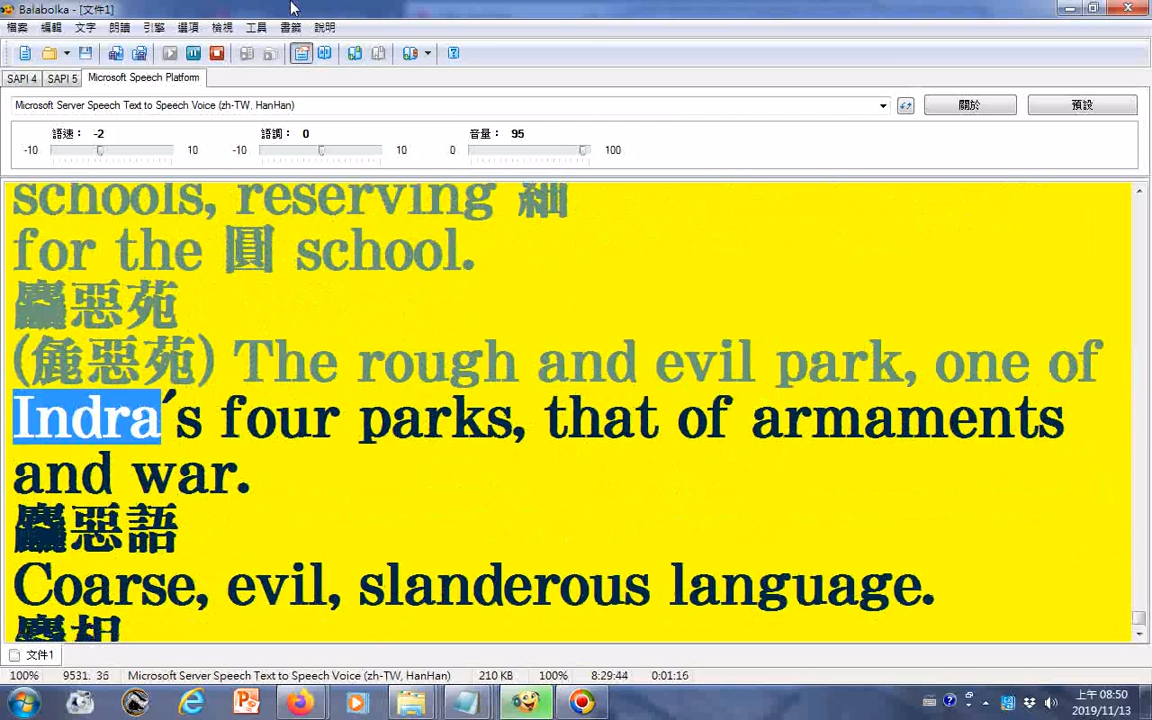 Balabolka - [文件1]
檔案 編輯 文字 朗讀 引擎 選項 檢視 工具 書籤 說明
SAPI 4 SAPI 5 Microsoft Speech Platform
Microsoft Server Speech Text to Speech Voice (zh-TW, HanHan) 關於 預設
語速： -2 語調： 0 音量： 95
-10 10 -10 10 0 100
schools, reserving 細
for the 圓 school.
麤惡苑
(麁惡苑) The rough and evil park, one of
Indra´s four parks, that of armaments
and war.
麤惡語
Coarse, evil, slanderous language.
麤相
文件1
100% 9531: 36 Microsoft Server Speech Text to Speech Voice (zh-TW, HanHan) 210 KB 100% 8:29:44 0:01:16
上午 08:50
2019/11/13